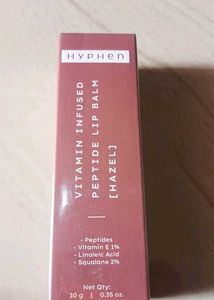 HYPHEN
VITAMIN INFUSED
PEPTIDE LIP BALM
[HAZEL]
- Peptides
- Vitamin E 1%
- Linoleic Acid
- Squalane 2%
Net Qty:
10 g | 0.35 oz.